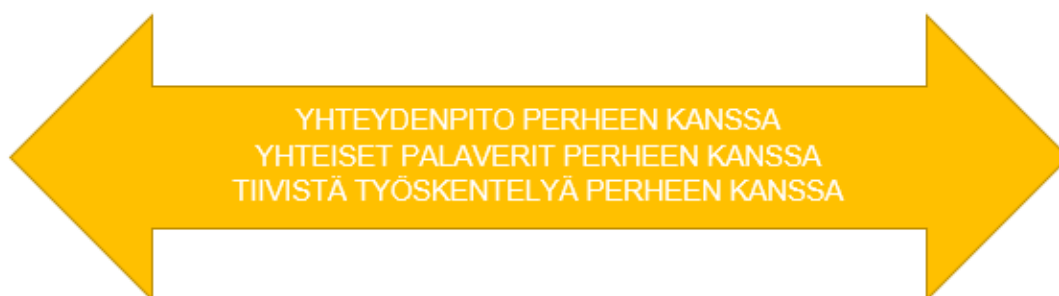 YHTEYDENPITO PERHEEN KANSSA
YHTEISET PALAVERIT PERHEEN KANSSA
TIIVISTÄ TYÖSKENTELYÄ PERHEEN KANSSA